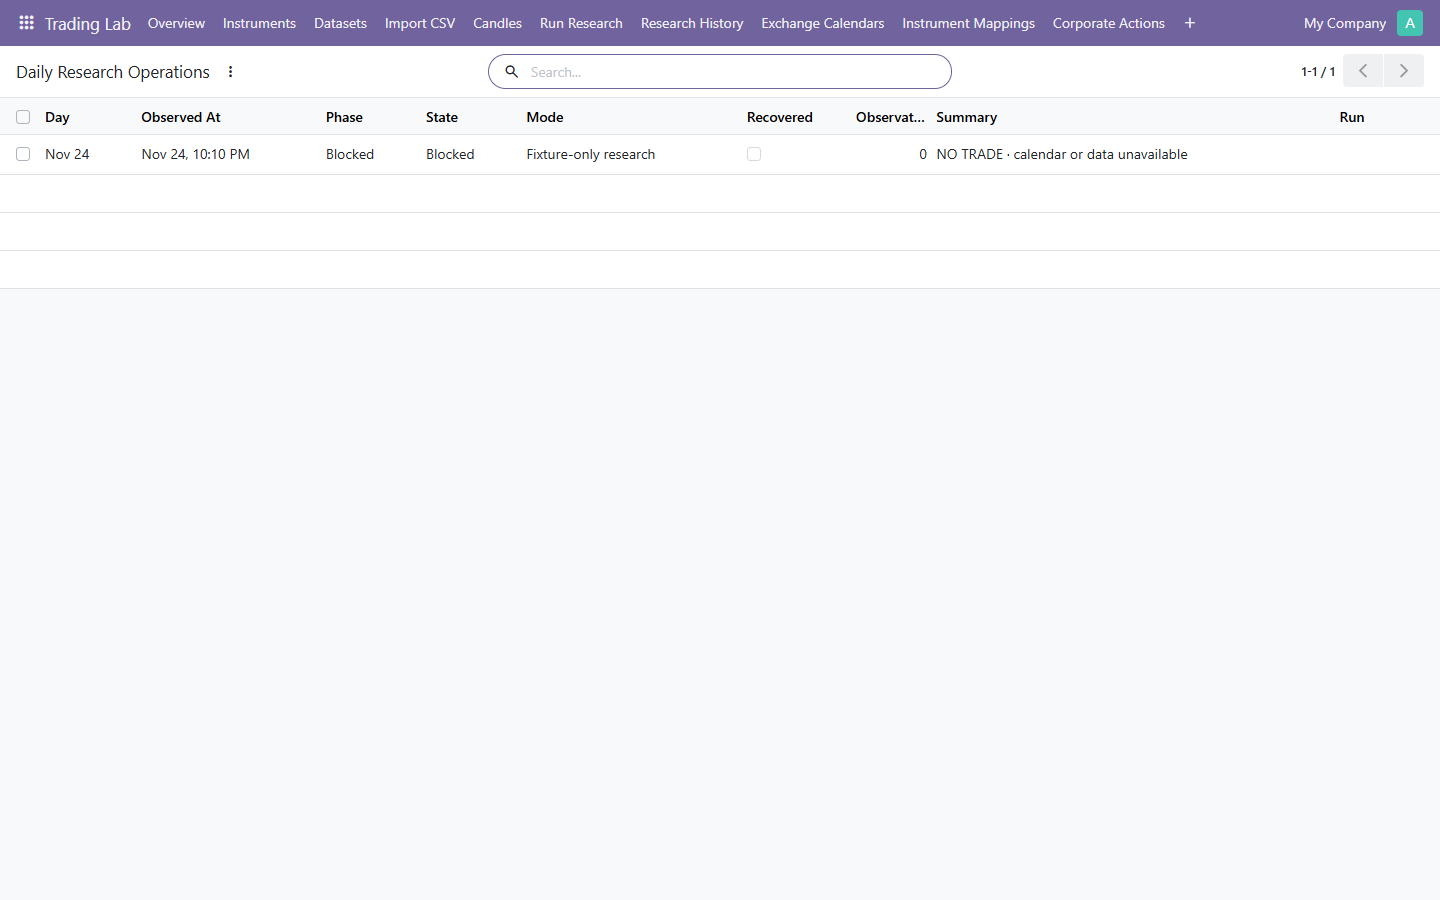 Trading Lab Overview Instruments Datasets Import CSV Candles Run Research Research History Exchange Calendars Instrument Mappings Corporate Actions + My Company A
Daily Research Operations Search... 1-1 / 1
Day Observed At Phase State Mode Recovered Observat... Summary Run
Nov 24 Nov 24, 10:10 PM Blocked Blocked Fixture-only research 0 NO TRADE · calendar or data unavailable